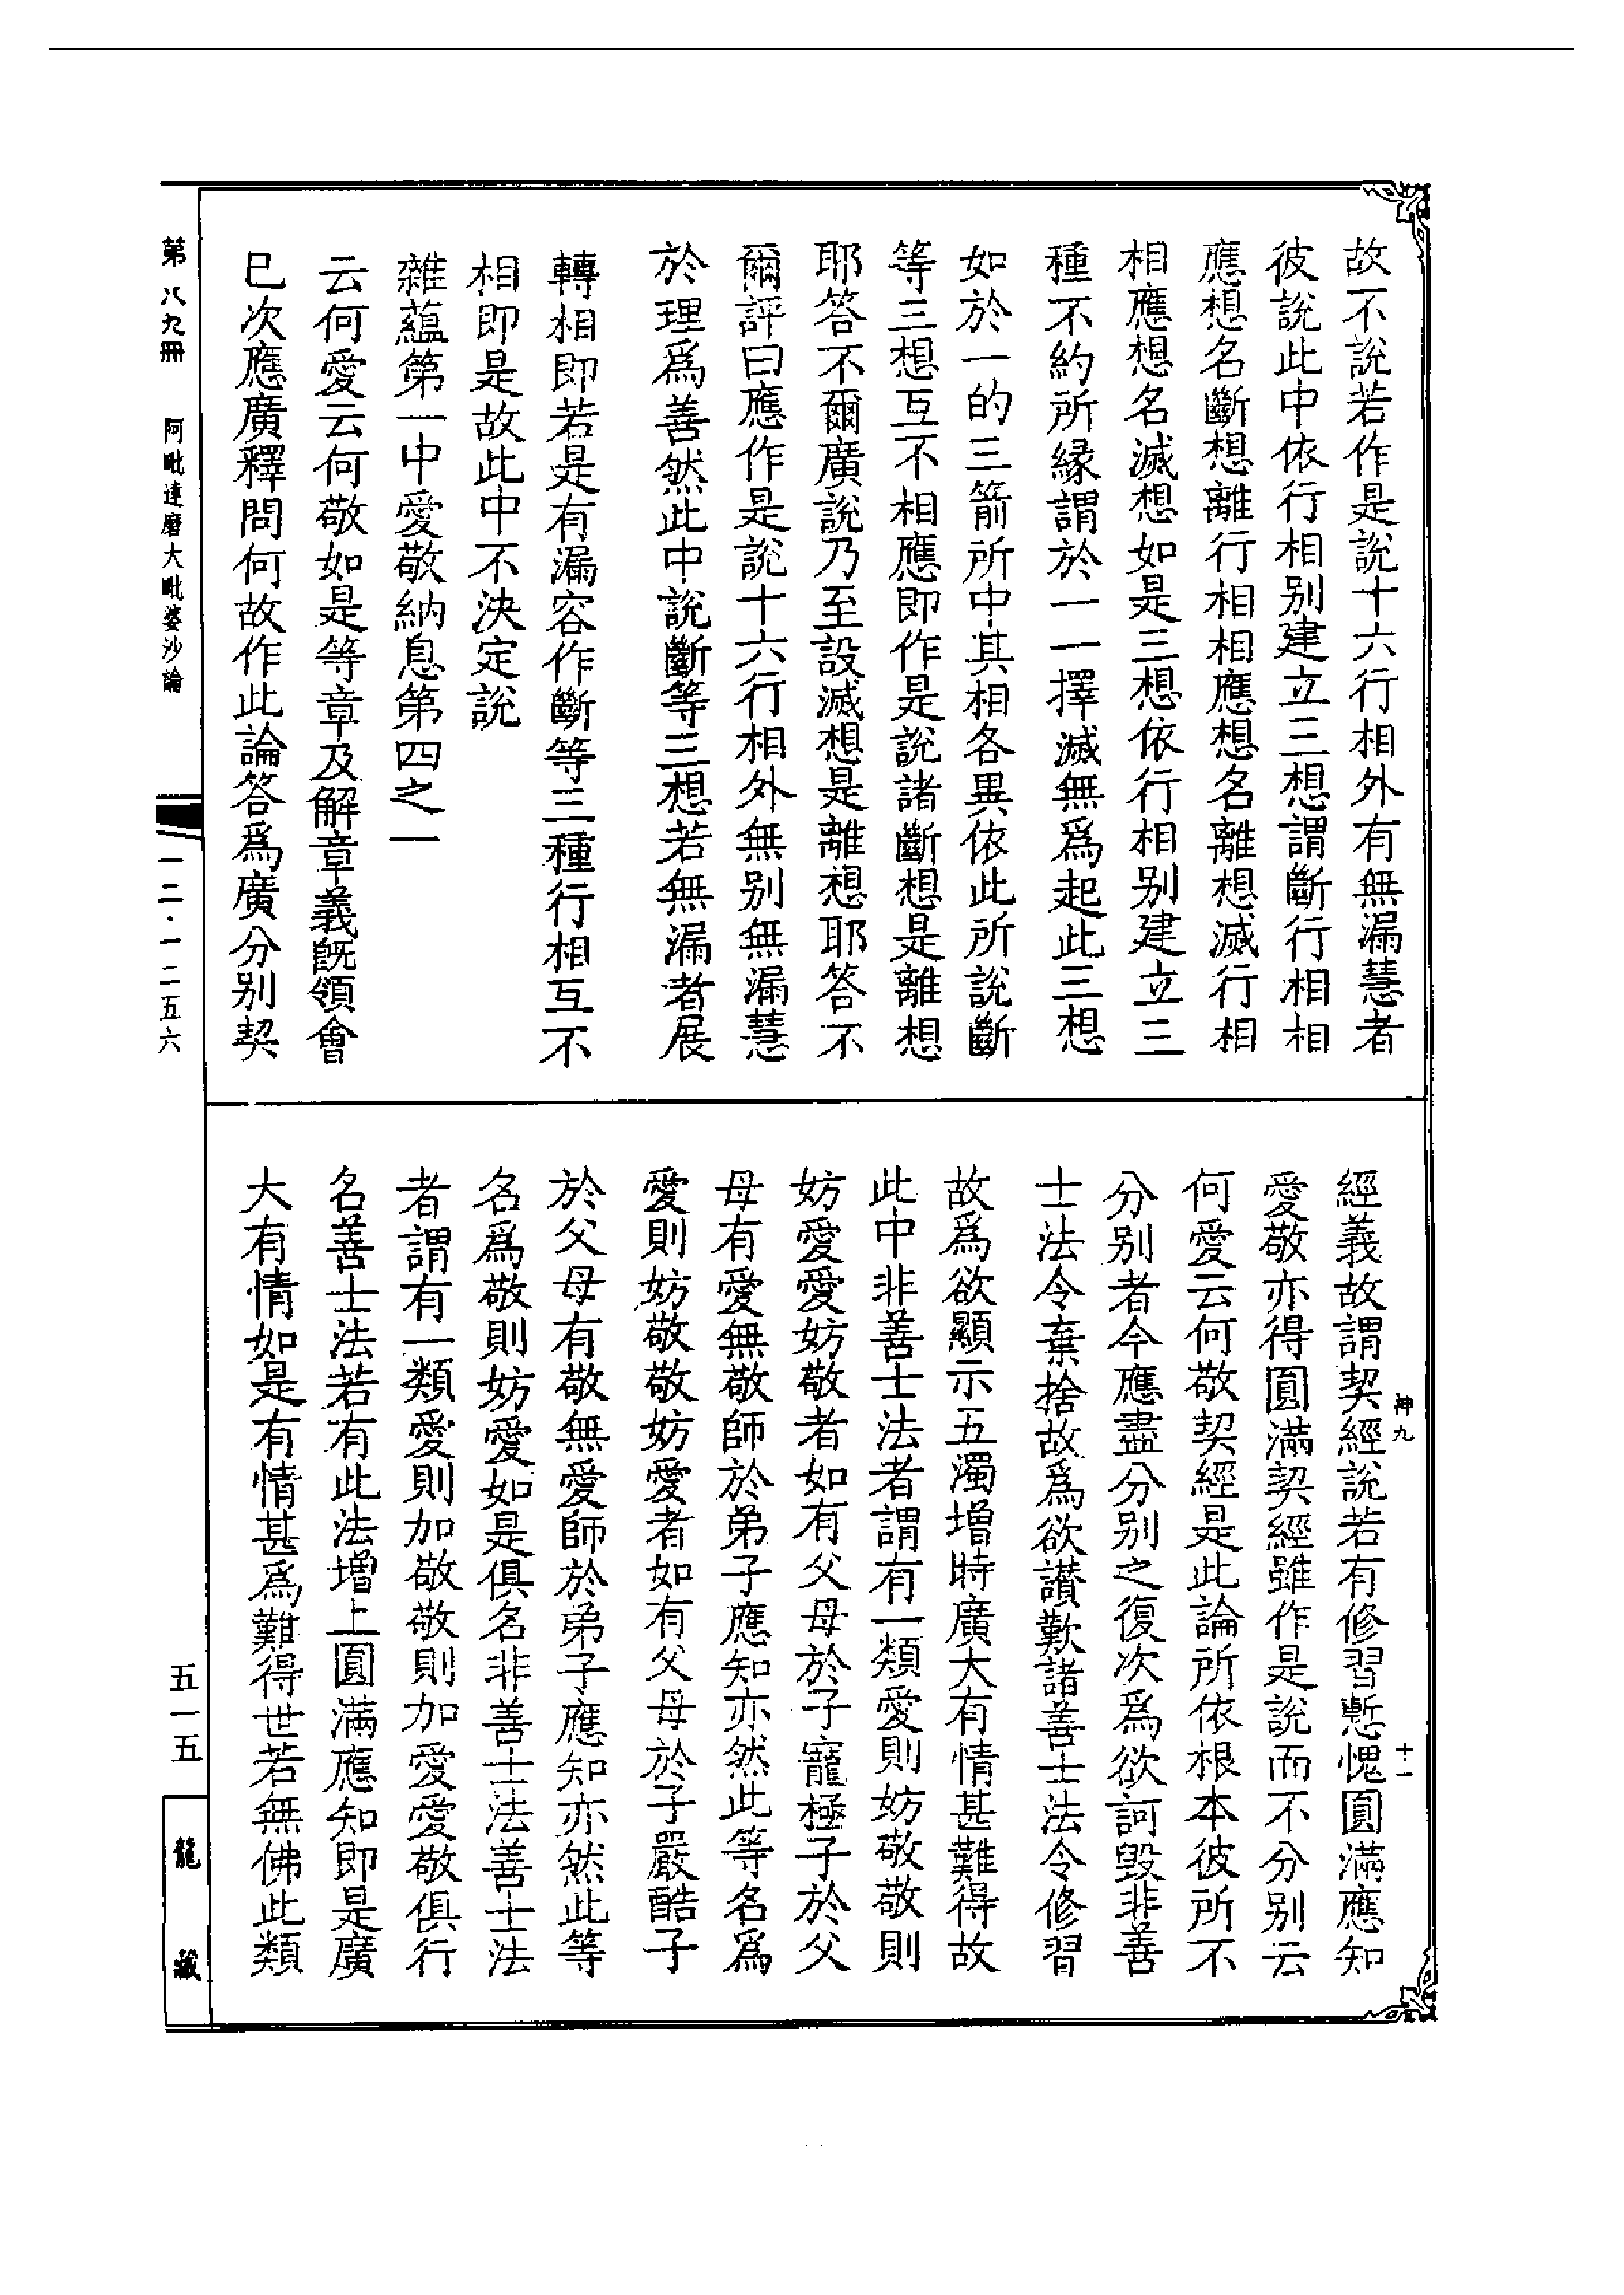 故不說若作是說十六行相外有無漏慧者
彼說此中依行相别建立三想謂斷行相相
應想名斷想離行相相應想名離想滅行相
相應想名滅想如是三想依行相别建立三
種不約所緣謂於一一擇滅無爲起此三想
如於一的三箭所中其相各異依此所說斷
等三想互不相應即作是說諸斷想是離想
耶答不爾廣說乃至設滅想是離想耶答不
爾評曰應作是說十六行相外無别無漏慧
於理爲善然此中說斷等三想若無漏者展
轉相即若是有漏容作斷等三種行相互不
相即是故此中不決定說
雜蘊第一中愛敬納息第四之一
云何愛云何敬如是等章及解章義既領會
已次應廣釋問何故作此論答爲廣分别契
經義故謂契經說若有修習慙愧圓滿應知
愛敬亦得圓滿契經雖作是說而不分别云
何愛云何敬契經是此論所依根本彼所不
分别者今應盡分别之復次爲欲訶毀非善
士法令棄捨故爲欲讚歎諸善士法令修習
故爲欲顯示五濁增時廣大有情甚難得故
此中非善士法者謂有一類愛則妨敬敬則
妨愛愛妨敬者如有父母於子寵極子於父
母有愛無敬師於弟子應知亦然此等名爲
愛則妨敬敬妨愛者如有父母於子嚴酷子
於父母有敬無愛師於弟子應知亦然此等
名爲敬則妨愛如是俱名非善士法善士法
者謂有一類愛則加敬敬則加愛愛敬俱行
名善士法若有此法增上圓滿應知即是廣
大有情如是有情甚爲難得世若無佛此類
神九
十一
第八九冊
阿毗達磨大毗婆沙論
一二·一二五六
五一五
龍藏